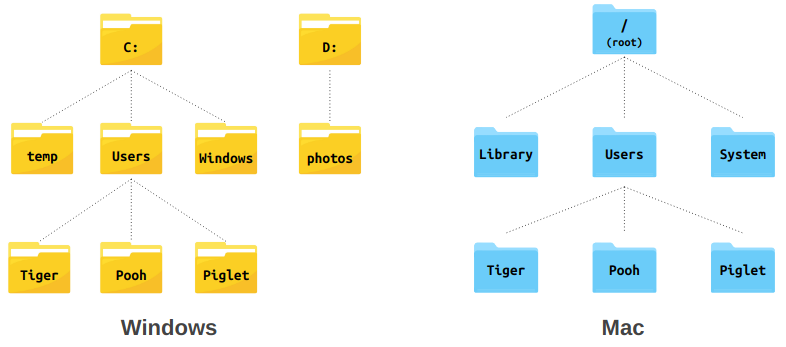 C:
D:
/
(root)
temp
Users
Windows
photos
Library
Users
System
Tiger
Pooh
Piglet
Tiger
Pooh
Piglet
Windows
Mac